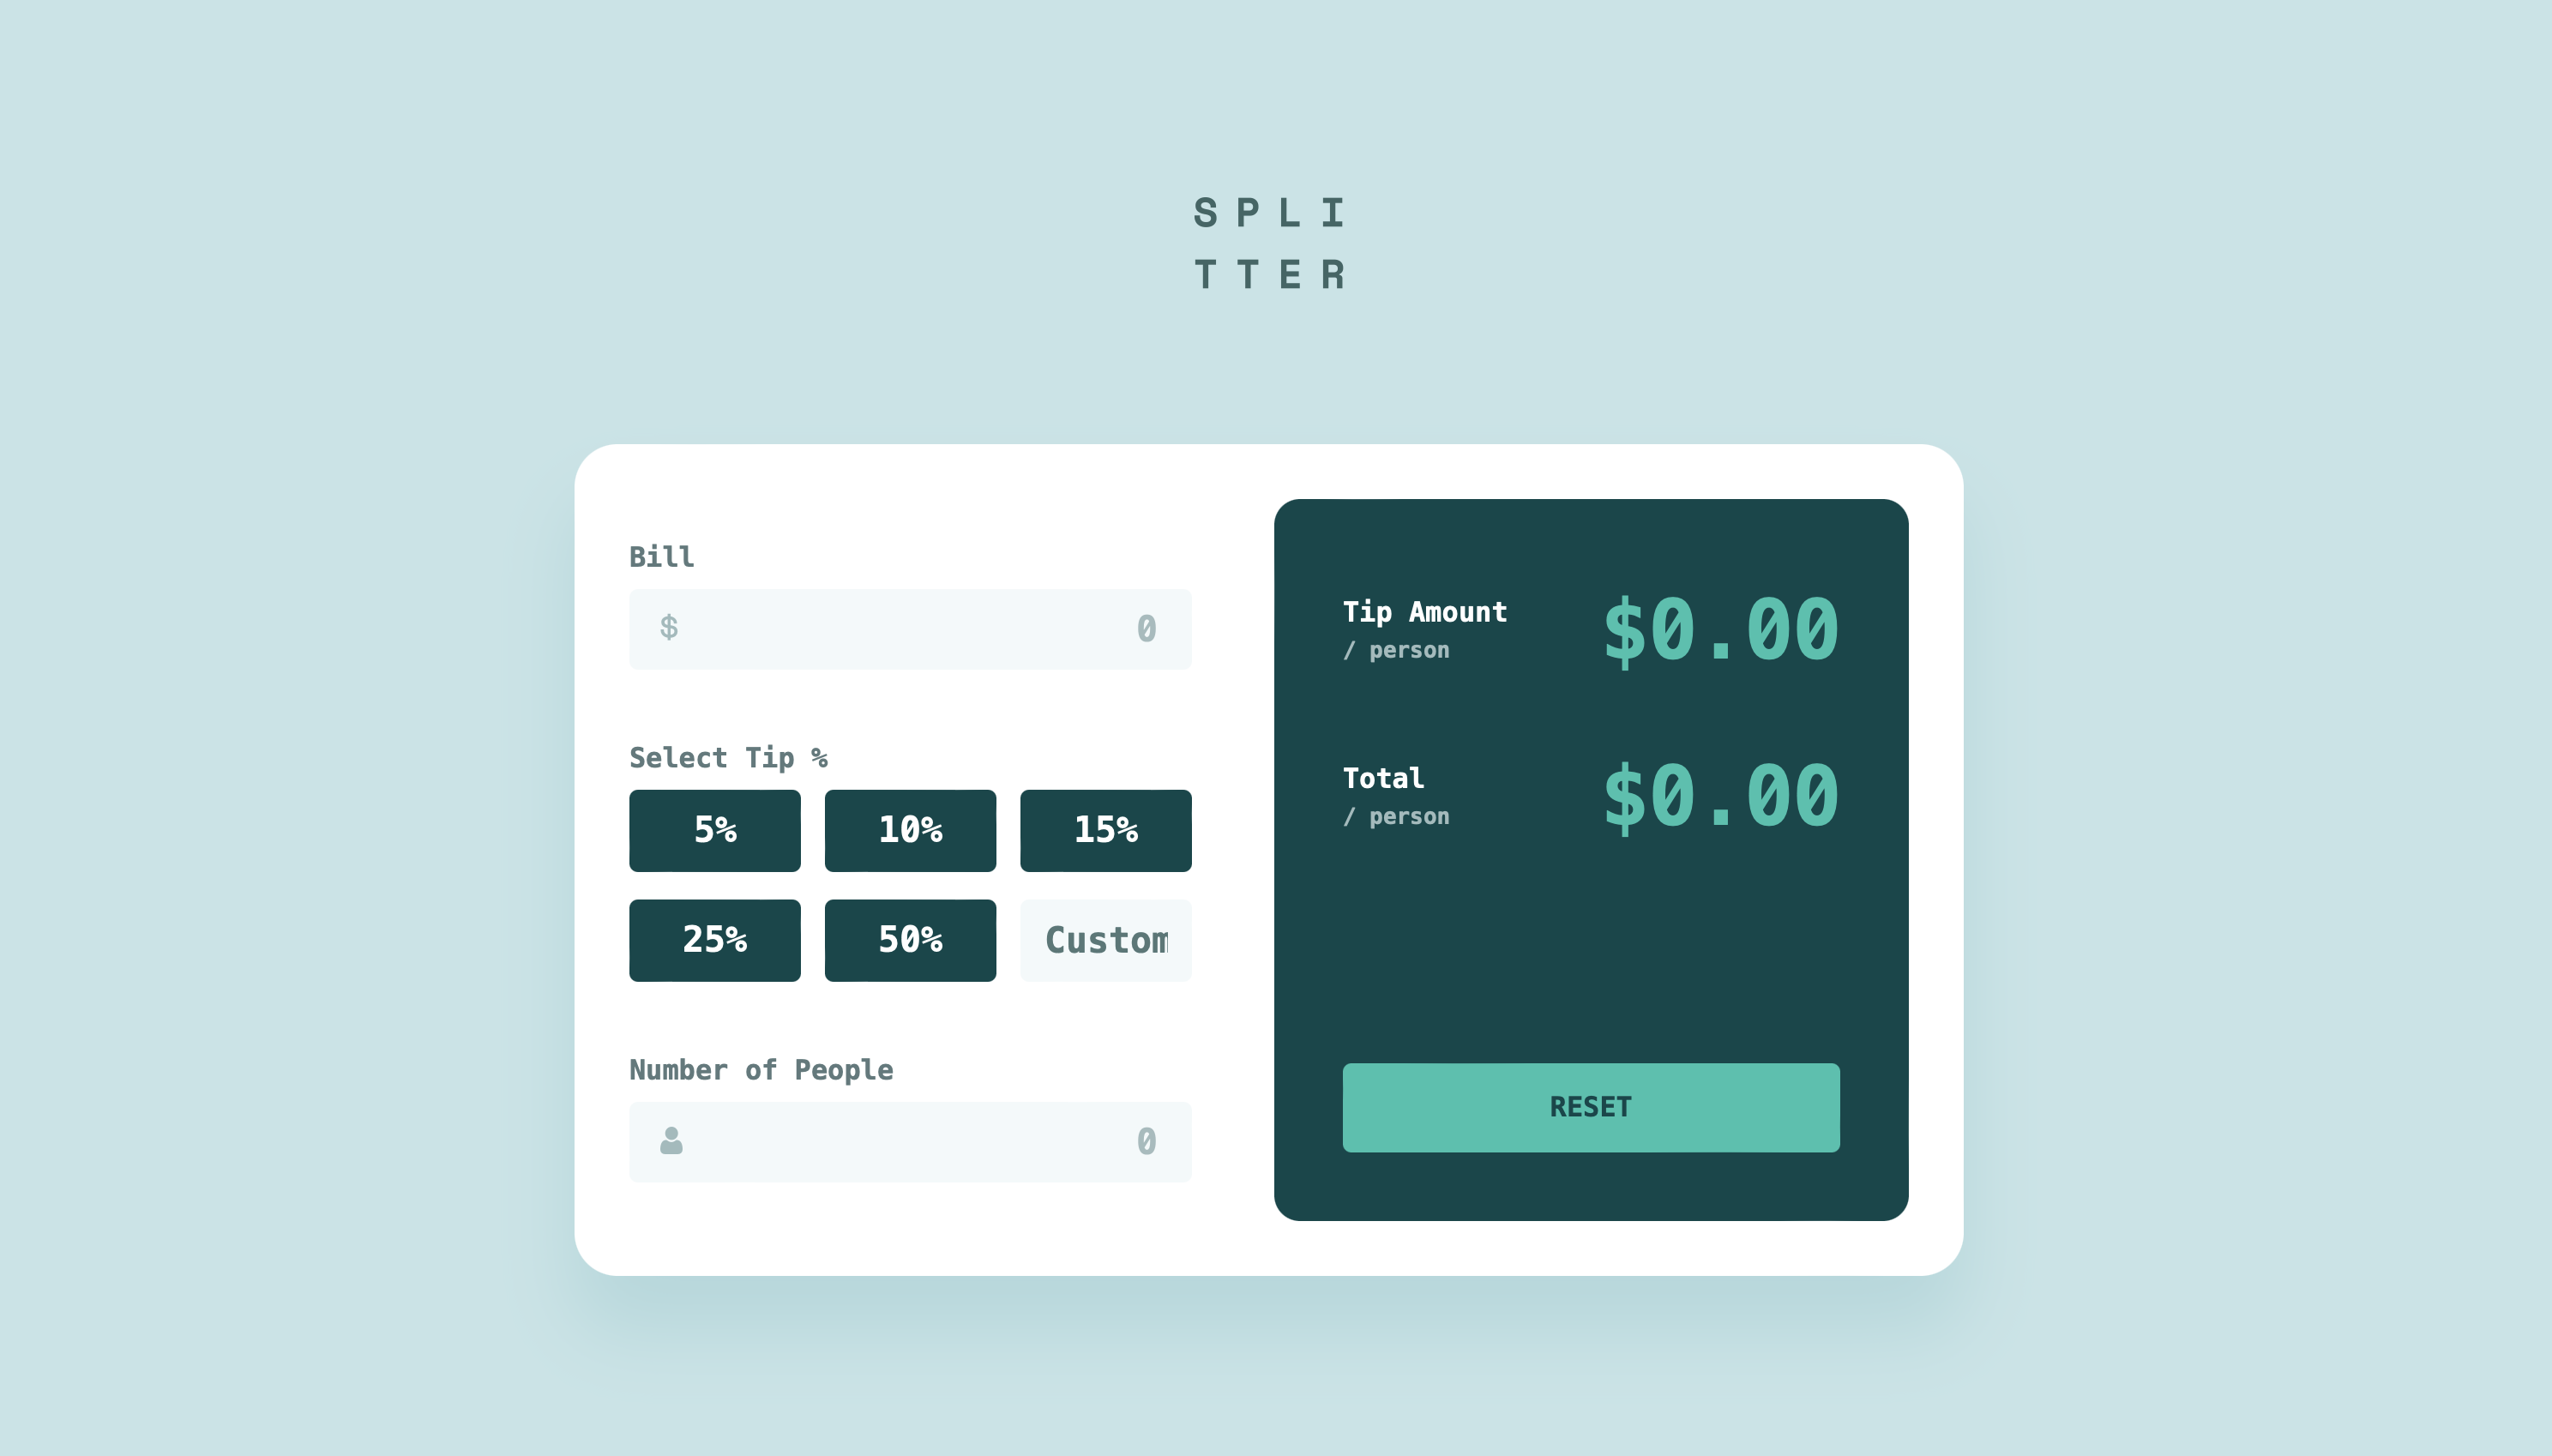 SPLI
TTER
Bill
$ 0
Select Tip %
5% 10% 15%
25% 50% Custom
Number of People
0
Tip Amount
/ person
$0.00
Total
/ person
$0.00
RESET